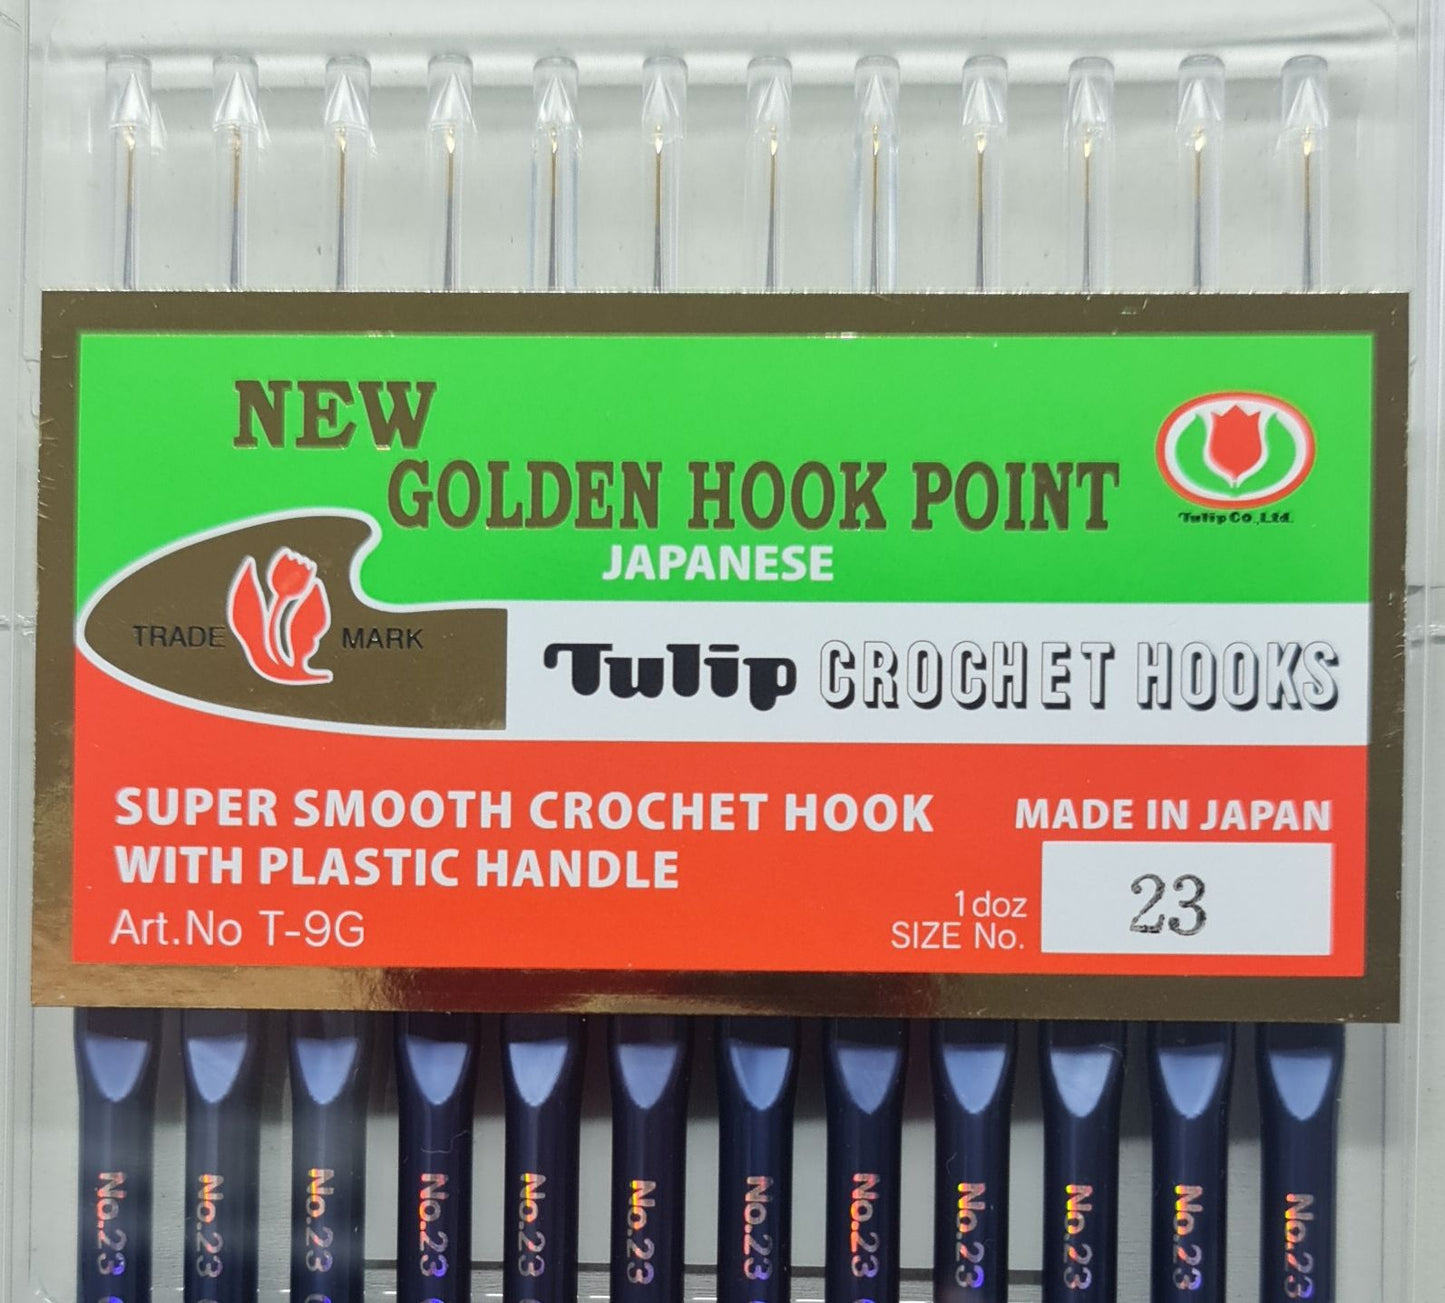 NEW
GOLDEN HOOK POINT
JAPANESE
Tulip Co.,Ltd.
TRADE MARK
Tulip CROCHET HOOKS
SUPER SMOOTH CROCHET HOOK
WITH PLASTIC HANDLE
Art.No T-9G
MADE IN JAPAN
1doz
SIZE No.
23
No.23
No.23
No.23
No.23
No.23
No.23
No.23
No.23
No.23
No.23
No.23
No.23